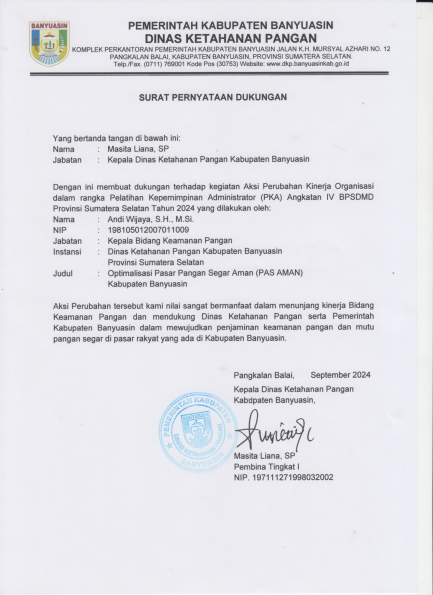 BANYUASIN
PEMERINTAH KABUPATEN BANYUASIN
DINAS KETAHANAN PANGAN
KOMPLEK PERKANTORAN PEMERINTAH KABUPATEN BANYUASIN JALAN K.H. MURSYAL AZHARI NO. 12
PANGKALAN BALAI, KABUPATEN BANYUASIN, PROVINSI SUMATERA SELATAN.
Telp./Fax. (0711) 769001 Kode Pos (30753) Website: www.dkp.banyuasinkab.go.id
SURAT PERNYATAAN DUKUNGAN
Yang bertanda tangan di bawah ini:
Nama : Masita Liana, SP
Jabatan : Kepala Dinas Ketahanan Pangan Kabupaten Banyuasin
Dengan ini membuat dukungan terhadap kegiatan Aksi Perubahan Kinerja Organisasi
dalam rangka Pelatihan Kepemimpinan Administrator (PKA) Angkatan IV BPSDMD
Provinsi Sumatera Selatan Tahun 2024 yang dilakukan oleh:
Nama : Andi Wijaya, S.H., M.Si.
NIP : 198105012007011009
Jabatan : Kepala Bidang Keamanan Pangan
Instansi : Dinas Ketahanan Pangan Kabupaten Banyuasin
Provinsi Sumatera Selatan
Judul : Optimalisasi Pasar Pangan Segar Aman (PAS AMAN)
Kabupaten Banyuasin
Aksi Perubahan tersebut kami nilai sangat bermanfaat dalam menunjang kinerja Bidang
Keamanan Pangan dan mendukung Dinas Ketahanan Pangan serta Pemerintah
Kabupaten Banyuasin dalam mewujudkan penjaminan keamanan pangan dan mutu
pangan segar di pasar rakyat yang ada di Kabupaten Banyuasin.
Pangkalan Balai, September 2024
Kepala Dinas Ketahanan Pangan
Kabdpaten Banyuasin,
PEMERINTAH KABUPATEN
DINAS KETAHANAN PANGAN
BANYUASIN
Masita Liana, SP
Pembina Tingkat I
NIP. 197111271998032002